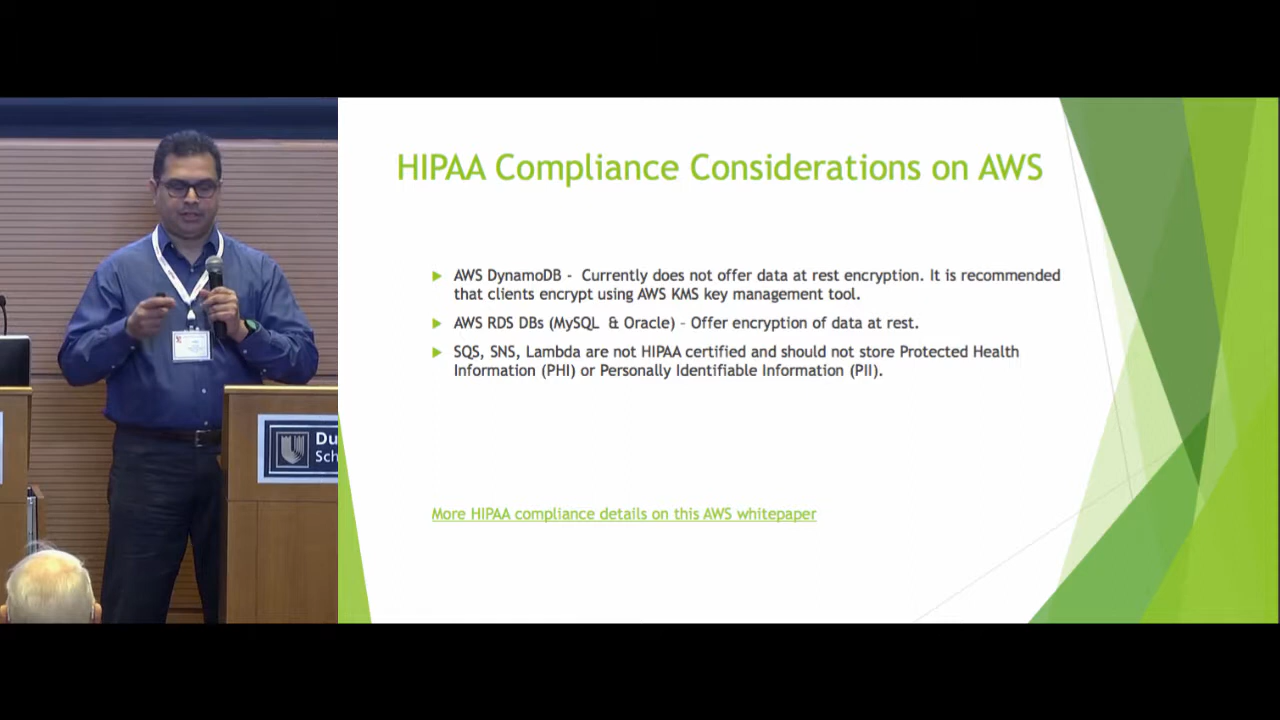 HIPAA Compliance Considerations on AWS
AWS DynamoDB - Currently does not offer data at rest encryption. It is recommended
that clients encrypt using AWS KMS key management tool.
AWS RDS DBs (MySQL & Oracle) – Offer encryption of data at rest.
SQS, SNS, Lambda are not HIPAA certified and should not store Protected Health
Information (PHI) or Personally Identifiable Information (PII).
More HIPAA compliance details on this AWS whitepaper
Du
Sch